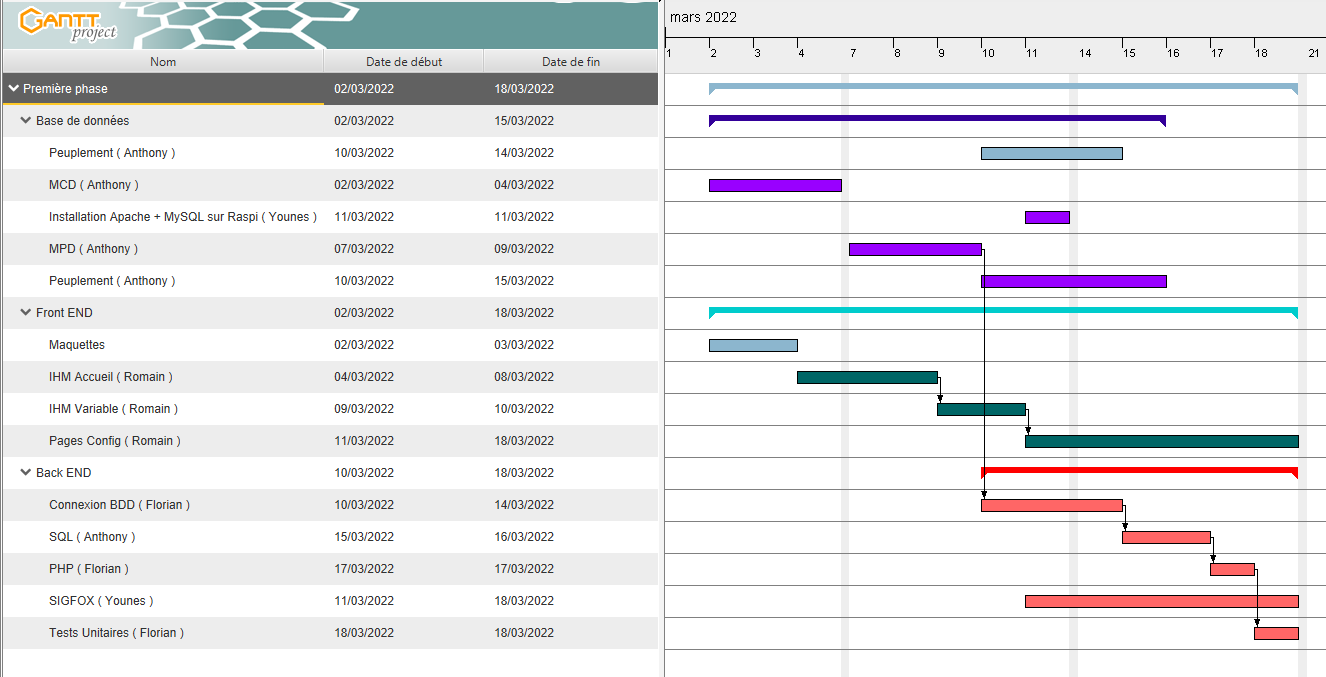 GANTT project
mars 2022
1 2 3 4 7 8 9 10 11 14 15 16 17 18 21
Nom Date de début Date de fin
Première phase 02/03/2022 18/03/2022
Base de données 02/03/2022 15/03/2022
Peuplement ( Anthony ) 10/03/2022 14/03/2022
MCD ( Anthony ) 02/03/2022 04/03/2022
Installation Apache + MySQL sur Raspi ( Younes ) 11/03/2022 11/03/2022
MPD ( Anthony ) 07/03/2022 09/03/2022
Peuplement ( Anthony ) 10/03/2022 15/03/2022
Front END 02/03/2022 18/03/2022
Maquettes 02/03/2022 03/03/2022
IHM Accueil ( Romain ) 04/03/2022 08/03/2022
IHM Variable ( Romain ) 09/03/2022 10/03/2022
Pages Config ( Romain ) 11/03/2022 18/03/2022
Back END 10/03/2022 18/03/2022
Connexion BDD ( Florian ) 10/03/2022 14/03/2022
SQL ( Anthony ) 15/03/2022 16/03/2022
PHP ( Florian ) 17/03/2022 17/03/2022
SIGFOX ( Younes ) 11/03/2022 18/03/2022
Tests Unitaires ( Florian ) 18/03/2022 18/03/2022